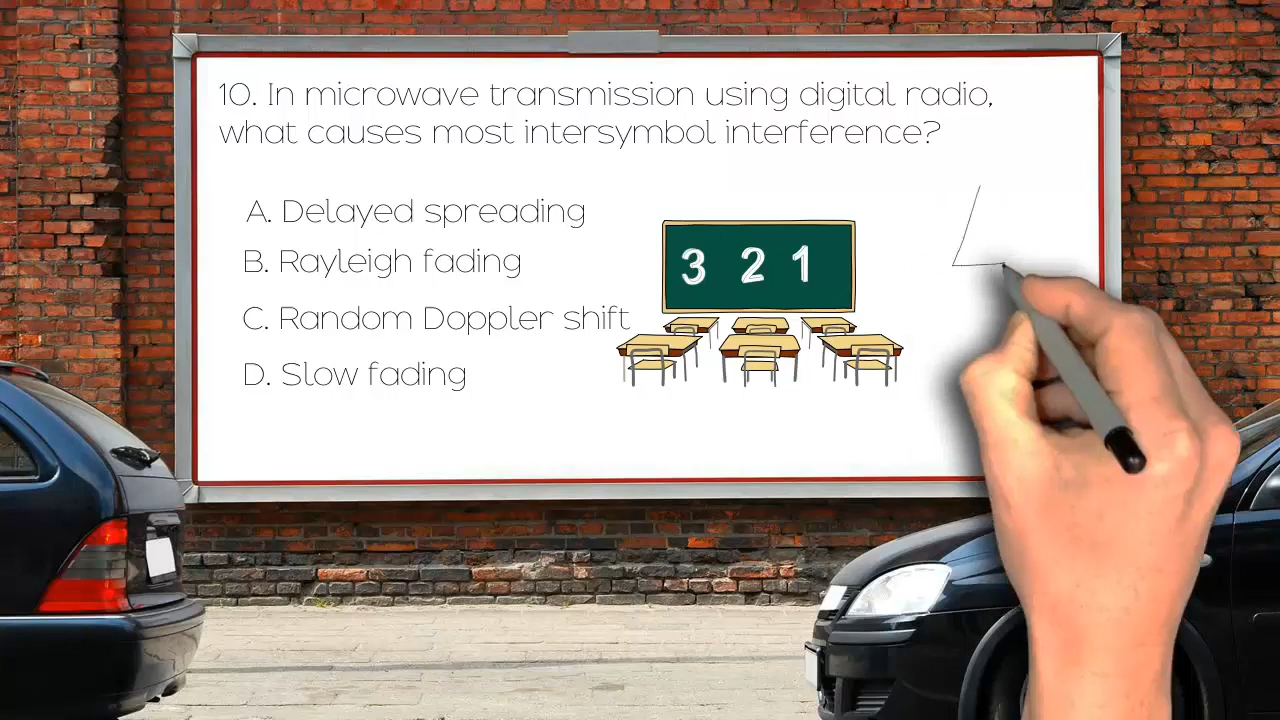 10. In microwave transmission using digital radio,
what causes most intersymbol interference?
A. Delayed spreading
B. Rayleigh fading
C. Random Doppler shift
D. Slow fading
3 2 1